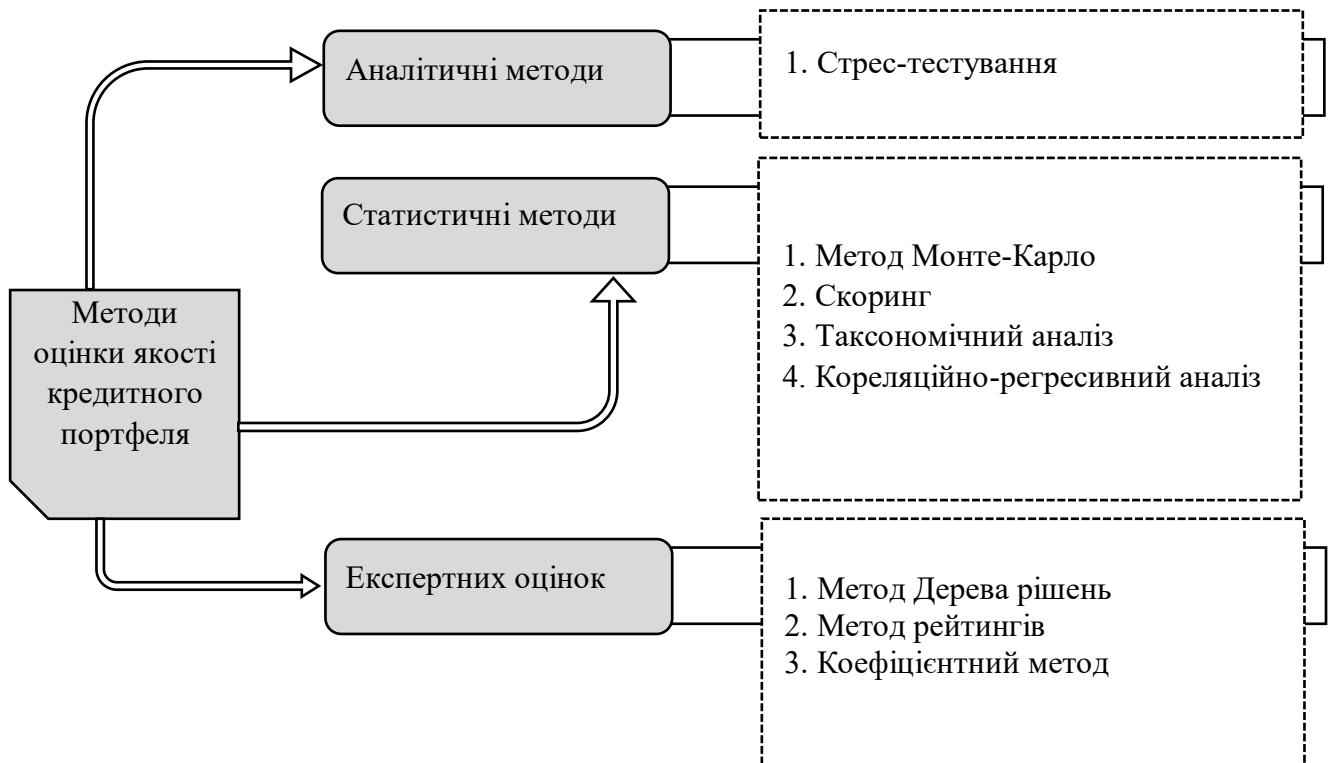 Аналітичні методи
1. Стрес-тестування
Статистичні методи
1. Метод Монте-Карло
2. Скоринг
3. Таксономічний аналіз
4. Кореляційно-регресивний аналіз
Методи
оцінки якості
кредитного
портфеля
Експертних оцінок
1. Метод Дерева рішень
2. Метод рейтингів
3. Коефіцієнтний метод